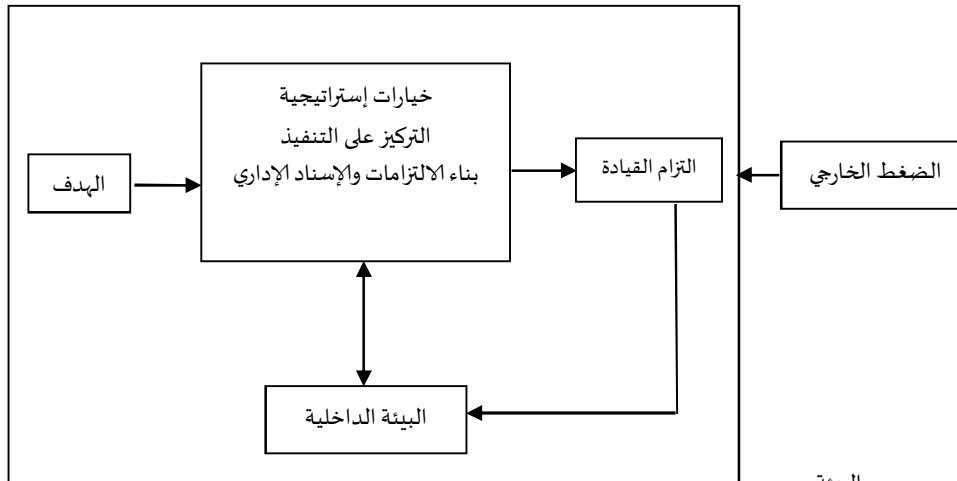 خيارات إستراتيجية
التركيز على التنفيذ
بناء الالتزامات والإسناد الإداري
الضغط الخارجي
التزام القيادة
الهدف
البيئة الداخلية